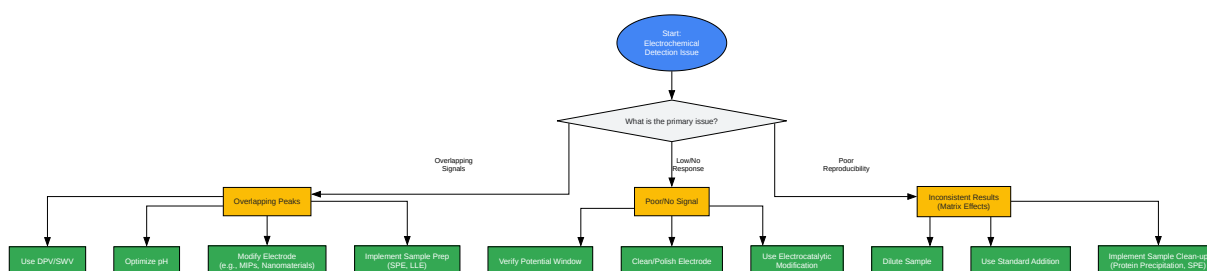 Start:
Electrochemical
Detection Issue
What is the primary issue?
Overlapping
Signals
Low/No
Response
Poor
Reproducibility
Overlapping Peaks
Poor/No Signal
Inconsistent Results
(Matrix Effects)
Use DPV/SWV
Optimize pH
Modify Electrode
(e.g., MIPs, Nanomaterials)
Implement Sample Prep
(SPE, LLE)
Verify Potential Window
Clean/Polish Electrode
Use Electrocatalytic
Modification
Dilute Sample
Use Standard Addition
Implement Sample Clean-up
(Protein Precipitation, SPE)